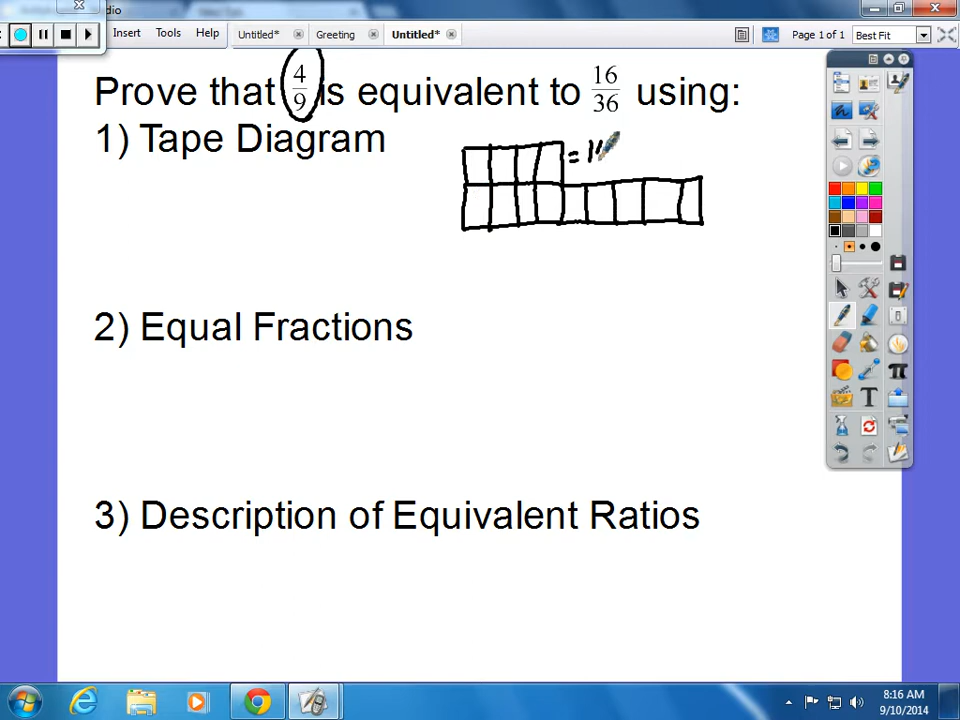 dio
Insert Tools Help Untitled* Greeting Untitled* Page 1 of 1 Best Fit
Prove that 4/9 is equivalent to 16/36 using:
1) Tape Diagram
2) Equal Fractions
3) Description of Equivalent Ratios
T π
8:16 AM
9/10/2014